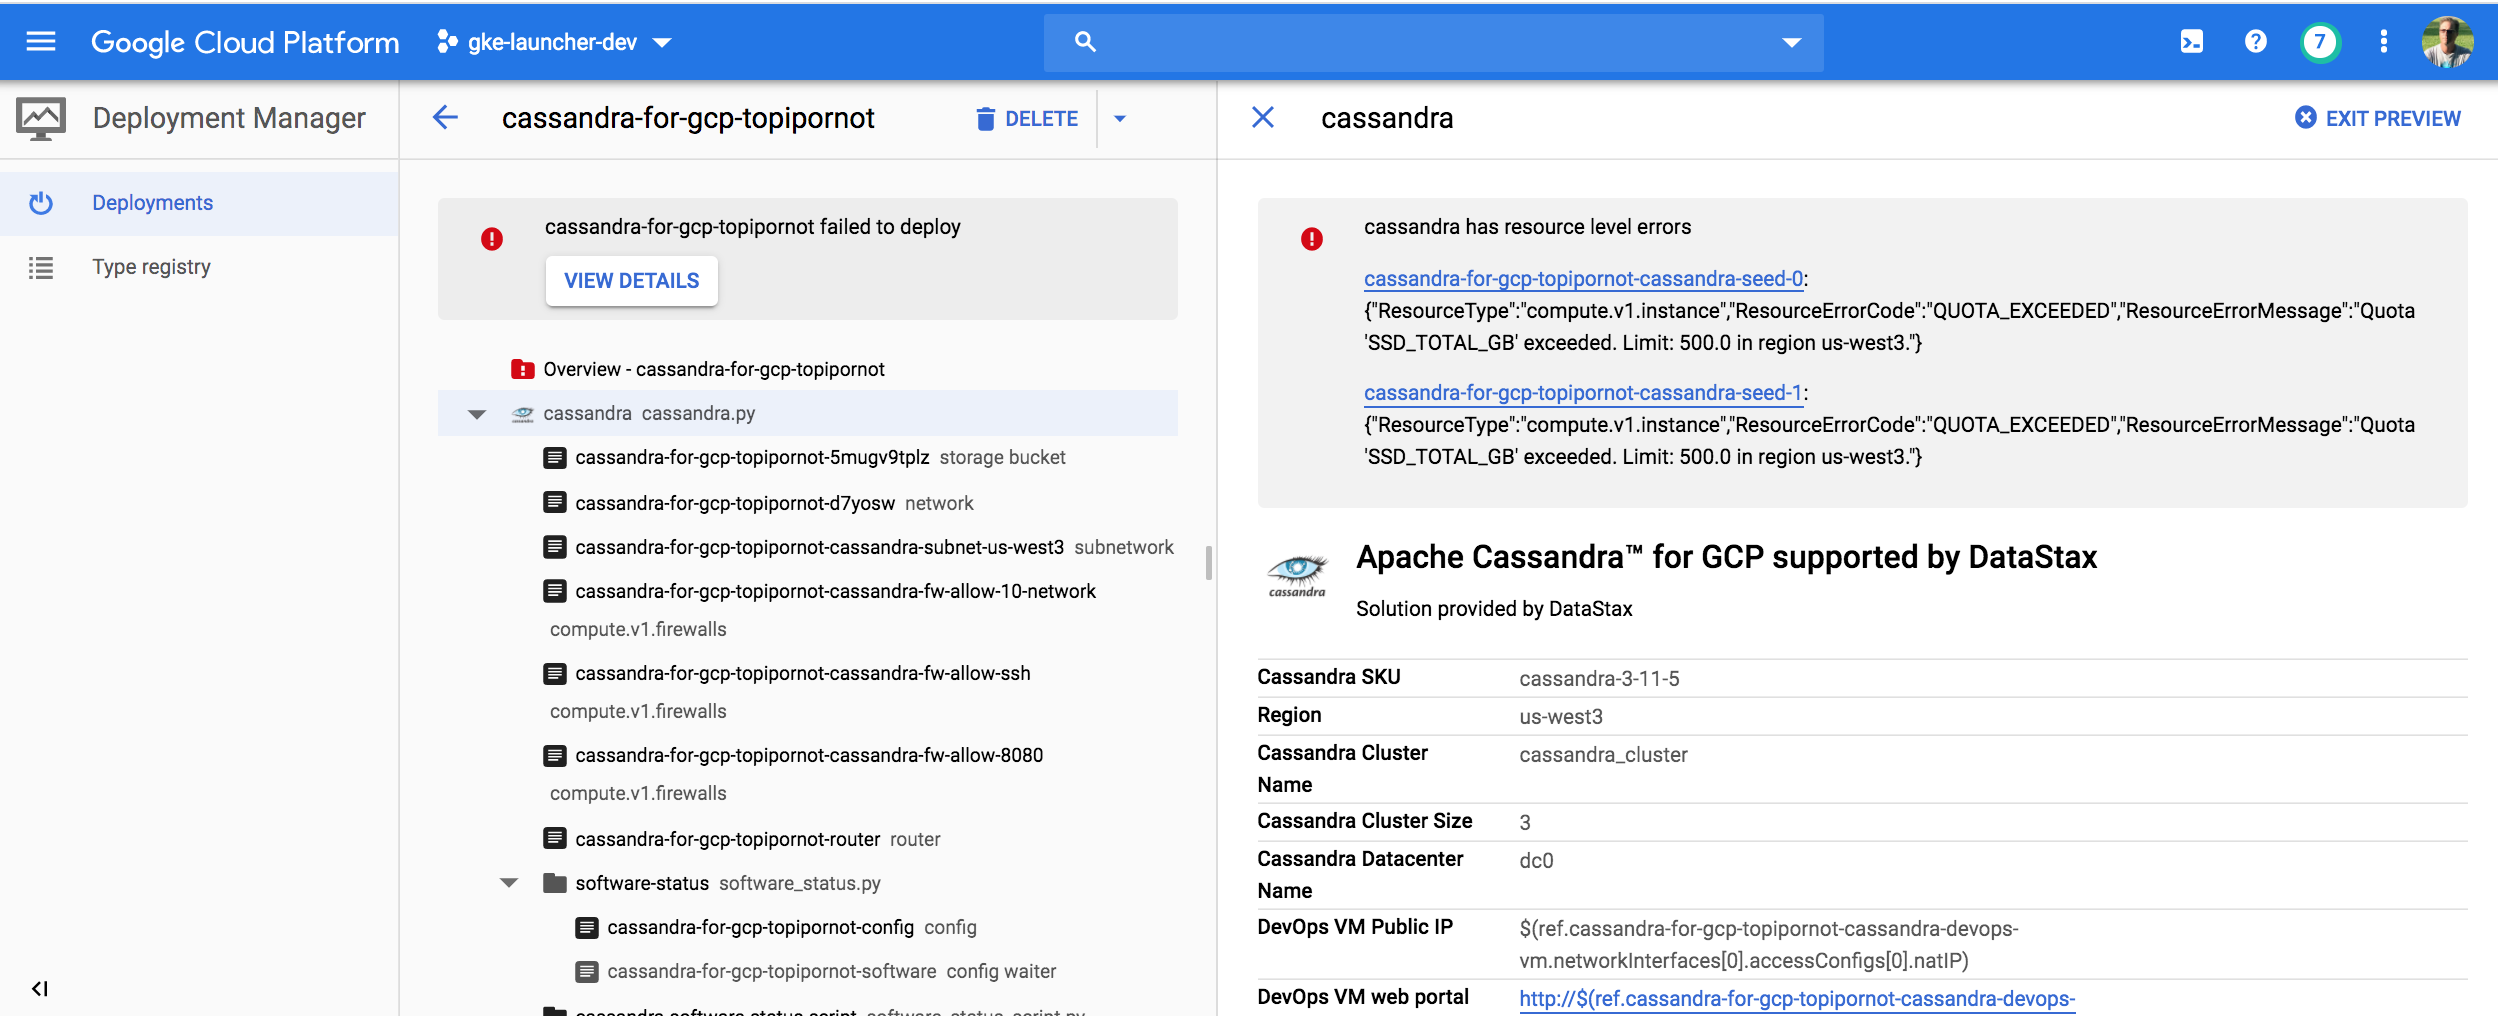 Google Cloud Platform
gke-launcher-dev
7
Deployment Manager
Deployments
Type registry
cassandra-for-gcp-topipornot
DELETE
cassandra-for-gcp-topipornot failed to deploy
VIEW DETAILS
Overview - cassandra-for-gcp-topipornot
cassandra cassandra.py
cassandra-for-gcp-topipornot-5mugv9tplz storage bucket
cassandra-for-gcp-topipornot-d7yosw network
cassandra-for-gcp-topipornot-cassandra-subnet-us-west3 subnetwork
cassandra-for-gcp-topipornot-cassandra-fw-allow-10-network
compute.v1.firewalls
cassandra-for-gcp-topipornot-cassandra-fw-allow-ssh
compute.v1.firewalls
cassandra-for-gcp-topipornot-cassandra-fw-allow-8080
compute.v1.firewalls
cassandra-for-gcp-topipornot-router router
software-status software_status.py
cassandra-for-gcp-topipornot-config config
cassandra-for-gcp-topipornot-software config waiter
cassandra-software-status-script software_status_script.py
cassandra
EXIT PREVIEW
cassandra has resource level errors
cassandra-for-gcp-topipornot-cassandra-seed-0:
{"ResourceType":"compute.v1.instance","ResourceErrorCode":"QUOTA_EXCEEDED","ResourceErrorMessage":"Quota
'SSD_TOTAL_GB' exceeded. Limit: 500.0 in region us-west3."}
cassandra-for-gcp-topipornot-cassandra-seed-1:
{"ResourceType":"compute.v1.instance","ResourceErrorCode":"QUOTA_EXCEEDED","ResourceErrorMessage":"Quota
'SSD_TOTAL_GB' exceeded. Limit: 500.0 in region us-west3."}
cassandra
Apache Cassandra™ for GCP supported by DataStax
Solution provided by DataStax
Cassandra SKU cassandra-3-11-5
Region us-west3
Cassandra Cluster cassandra_cluster
Name
Cassandra Cluster Size 3
Cassandra Datacenter dc0
Name
DevOps VM Public IP $(ref.cassandra-for-gcp-topipornot-cassandra-devops-
vm.networkInterfaces[0].accessConfigs[0].natIP)
DevOps VM web portal http://$(ref.cassandra-for-gcp-topipornot-cassandra-devops-